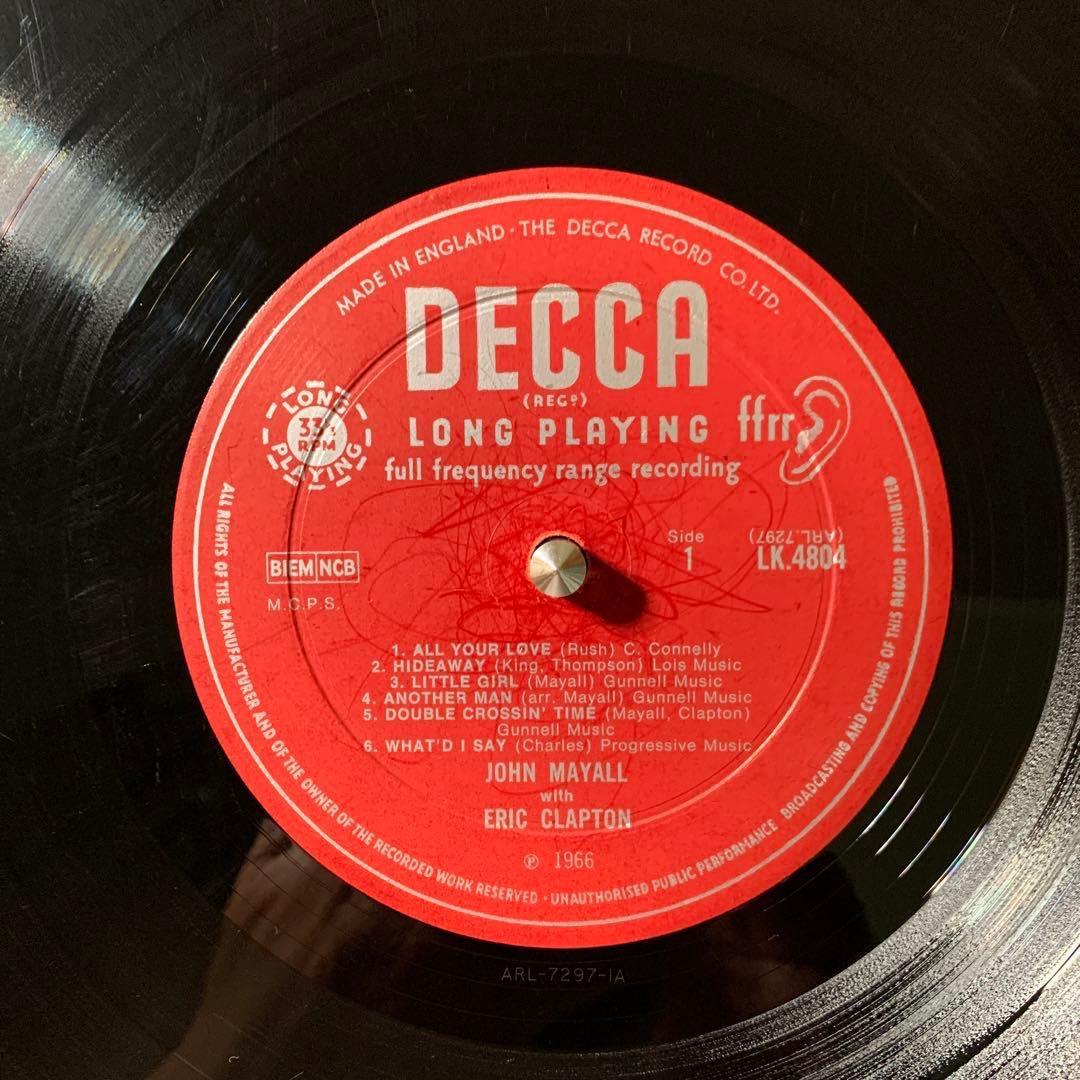 MADE IN ENGLAND · THE DECCA RECORD CO. LTD.
DECCA
(REGD)
LONG PLAYING ffrr
full frequency range recording
LONG
33⅓
RPM
PLAYING
BIEM NCB
M.C.P.S.
Side
1
(ARL.7297)
LK.4804
1. ALL YOUR LØVE (Rush) C. Connelly
2. HIDEAWAY (King, Thompson) Lois Music
3. LITTLE GIRL (Mayall) Gunnell Music
4. ANOTHER MAN (arr. Mayall) Gunnell Music
5. DOUBLE CROSSIN' TIME (Mayall, Clapton)
Gunnell Music
6. WHAT'D I SAY (Charles) Progressive Music
JOHN MAYALL
with
ERIC CLAPTON
℗ 1966
ALL RIGHTS OF THE MANUFACTURER AND OF THE OWNER OF THE RECORDED WORK RESERVED · UNAUTHORISED PUBLIC PERFORMANCE BROADCASTING AND COPYING OF THIS RECORD PROHIBITED
ARL-7297-1A